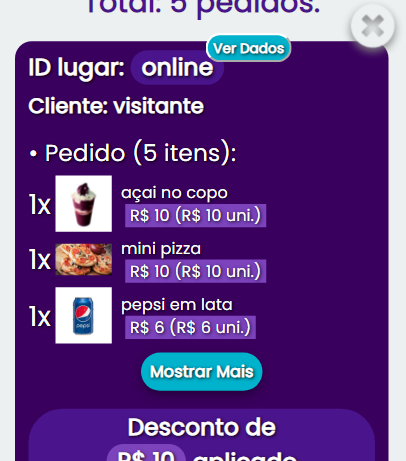 Total: 5 pedidos.
Ver Dados
ID lugar: online
Cliente: visitante
• Pedido (5 itens):
1x
açai no copo
R$ 10 (R$ 10 uni.)
1x
mini pizza
R$ 10 (R$ 10 uni.)
1x
pepsi
pepsi em lata
R$ 6 (R$ 6 uni.)
Mostrar Mais
Desconto de
R$ 10 aplicado